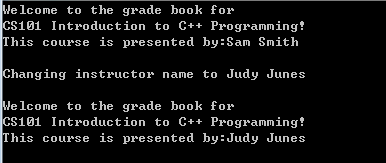 Welcome to the grade book for
CS101 Introduction to C++ Programming!
This course is presented by:Sam Smith
Changing instructor name to Judy Junes
Welcome to the grade book for
CS101 Introduction to C++ Programming!
This course is presented by:Judy Junes